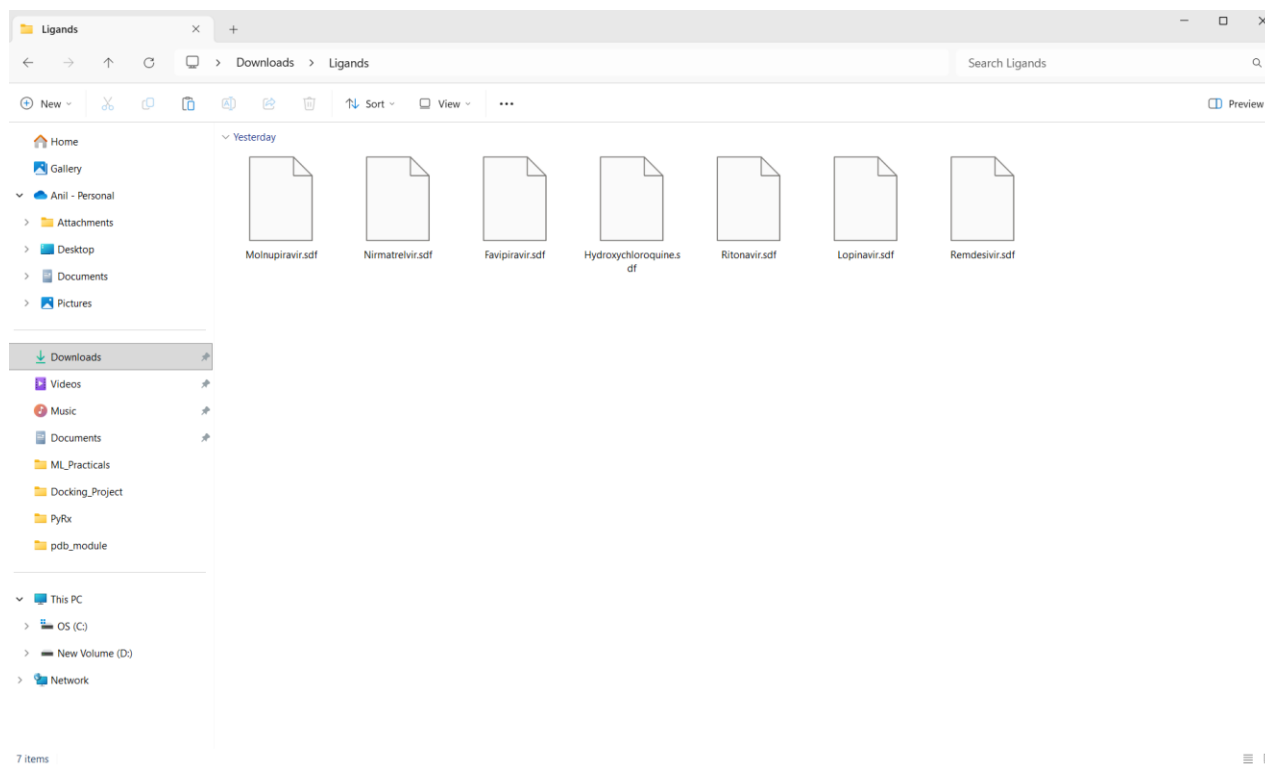 Ligands
Downloads > Ligands
Search Ligands
New
Sort
View
Preview
Home
Gallery
Anil - Personal
Attachments
Desktop
Documents
Pictures
Downloads
Videos
Music
Documents
ML_Practicals
Docking_Project
PyRx
pdb_module
This PC
OS (C:)
New Volume (D:)
Network
Yesterday
Molnupiravir.sdf
Nirmatrelvir.sdf
Favipiravir.sdf
Hydroxychloroquine.s
df
Ritonavir.sdf
Lopinavir.sdf
Remdesivir.sdf
7 items